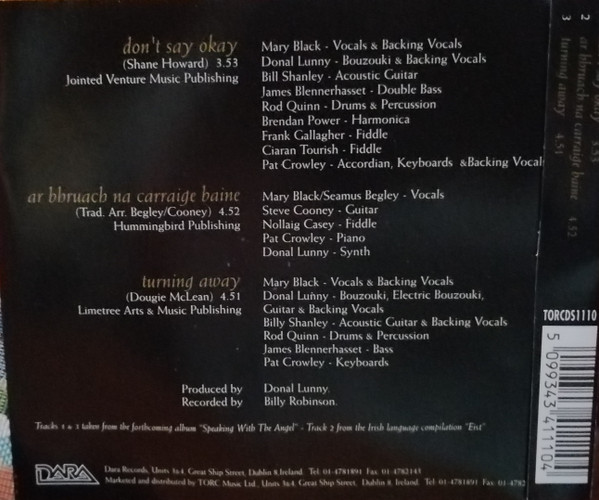 don't say okay
(Shane Howard) 3.53
Jointed Venture Music Publishing
Mary Black - Vocals & Backing Vocals
Donal Lunny - Bouzouki & Backing Vocals
Bill Shanley - Acoustic Guitar
James Blennerhasset - Double Bass
Rod Quinn - Drums & Percussion
Brendan Power - Harmonica
Frank Gallagher - Fiddle
Ciaran Tourish - Fiddle
Pat Crowley - Accordian, Keyboards &Backing Vocal
ar bhruach na carraige baine
(Trad. Arr. Begley/Cooney) 4.52
Hummingbird Publishing
Mary Black/Seamus Begley - Vocals
Steve Cooney - Guitar
Nollaig Casey - Fiddle
Pat Crowley - Piano
Donal Lunny - Synth
turning away
(Dougie McLean) 4.51
Limetree Arts & Music Publishing
Mary Black - Vocals & Backing Vocals
Donal Lunny - Bouzouki, Electric Bouzouki,
Guitar & Backing Vocals
Billy Shanley - Acoustic Guitar & Backing Vocals
Rod Quinn - Drums & Percussion
James Blennerhasset - Bass
Pat Crowley - Keyboards
Produced by Donal Lunny.
Recorded by Billy Robinson.
Tracks 1 & 3 taken from the forthcoming album "Speaking With The Angel" - Track 2 from the Irish language compilation "Eist"
DARA
Dara Records, Units 3&4, Great Ship Street, Dublin 8, Ireland. Tel: 01-4781891 Fax: 01-4782143
Marketed and distributed by TORC Music Ltd., Units 3&4, Great Ship Street, Dublin 8, Ireland. Tel: 01-4781891 Fax: 01-4782
okay 3.53
2 ar bhruach na carraige baine 4.52
3 turning away 4.51
TORCDS1110
5 099343 411104